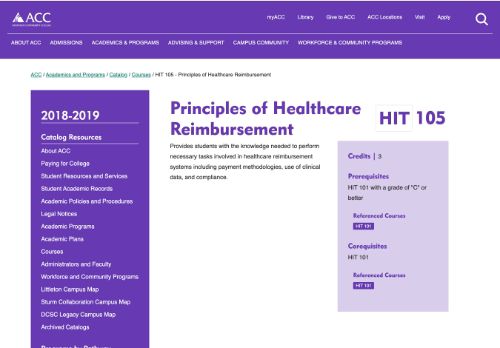 ACC
myACC Library Give to ACC ACC Locations Visit Apply
ABOUT ACC ADMISSIONS ACADEMICS & PROGRAMS ADVISING & SUPPORT CAMPUS COMMUNITY WORKFORCE & COMMUNITY PROGRAMS
ACC / Academics and Programs / Catalog / Courses / HIT 105 - Principles of Healthcare Reimbursement
2018-2019
Catalog Resources
About ACC
Paying for College
Student Resources and Services
Student Academic Records
Academic Policies and Procedures
Legal Notices
Academic Programs
Academic Plans
Courses
Administrators and Faculty
Workforce and Community Programs
Littleton Campus Map
Sturm Collaboration Campus Map
DCSC Legacy Campus Map
Archived Catalogs
Programs by Pathway
Principles of Healthcare
Reimbursement
Provides students with the knowledge needed to perform
necessary tasks involved in healthcare reimbursement
systems including payment methodologies, use of clinical
data, and compliance.
HIT 105
Credits | 3
Prerequisites
HIT 101 with a grade of "C" or
better
Referenced Courses
HIT 101
Corequisites
HIT 101
Referenced Courses
HIT 101